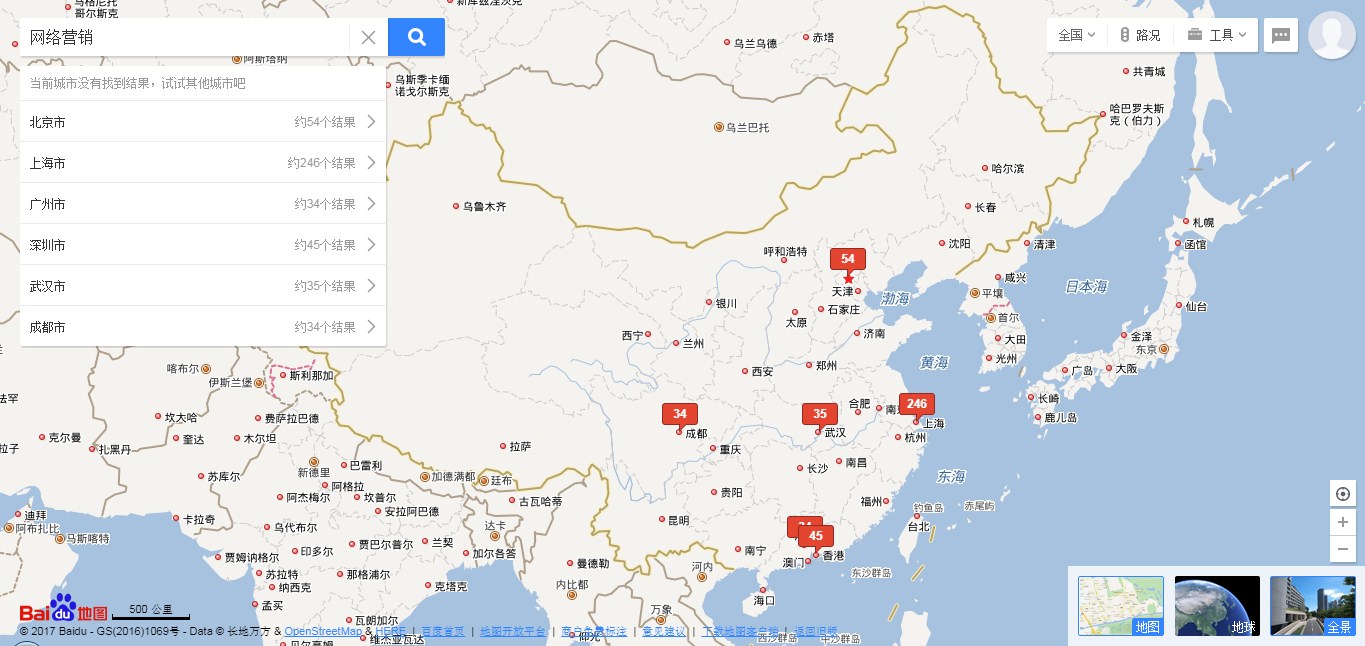 新库兹涅茨克
马格尼托
哥尔斯克
网络营销
全国
路况
工具
赤塔
乌兰乌德
阿斯塔纳
共青城
当前城市没有找到结果，试试其他城市吧
乌斯季卡缅
诺戈尔斯克
哈巴罗夫斯
克（伯力）
北京市
约54个结果
乌兰巴托
上海市
约246个结果
哈尔滨
广州市
约34个结果
乌鲁木齐
长春
札幌
深圳市
约45个结果
沈阳
清津
函馆
呼和浩特
54
武汉市
约35个结果
天津
咸兴
平壤
日本海
渤海
银川
石家庄
仙台
成都市
约34个结果
太原
首尔
西宁
兰州
济南
大田
金泽
东京
光州
黄海
喀布尔
伊斯兰堡
斯利那加
西安
郑州
广岛
大阪
法罕
合肥
246
长崎
坎大哈
费萨拉巴德
34
35
鹿儿岛
上海
克尔曼
奎达
木尔坦
成都
武汉
杭州
扎黑丹
拉萨
重庆
新德里
巴雷利
长沙
南昌
苏库尔
加德满都
廷布
东海
阿格拉
阿杰梅尔
坎普尔
古瓦哈蒂
贵阳
福州
钓鱼岛
赤尾屿
迪拜
卡拉奇
安拉阿巴德
昆明
阿布扎比
乌代布尔
达卡
台北
马斯喀特
45
贾巴尔普尔
兰契
加尔各答
南宁
香港
澳门
贾姆讷格尔
印多尔
曼德勒
河内
苏拉特
那格浦尔
东沙群岛
纳西克
克塔克
内比都
海口
孟买
万象
地图
地球
全景
Bai du 地图
500 公里
瓦朗加尔
© 2017 Baidu - GS(2016)1069号 - Data © 长地万方 & OpenStreetMap & HERE | 百度首页 | 地图开放平台 | 商户免费标注 | 意见建议 | 下载地图客户端 | 返回旧版
维杰亚瓦达
仰光
西沙群岛
中沙群岛